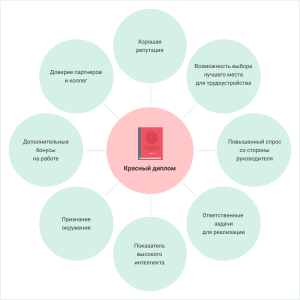 Хорошая
репутация
Возможность выбора
лучшего места
для трудоустройства
Повышенный спрос
со стороны
руководителя
Ответственные
задачи
для реализации
Показатель
высокого
интеллекта
Признание
окружения
Дополнительные
бонусы
на работе
Доверие партнеров
и коллег
Красный диплом